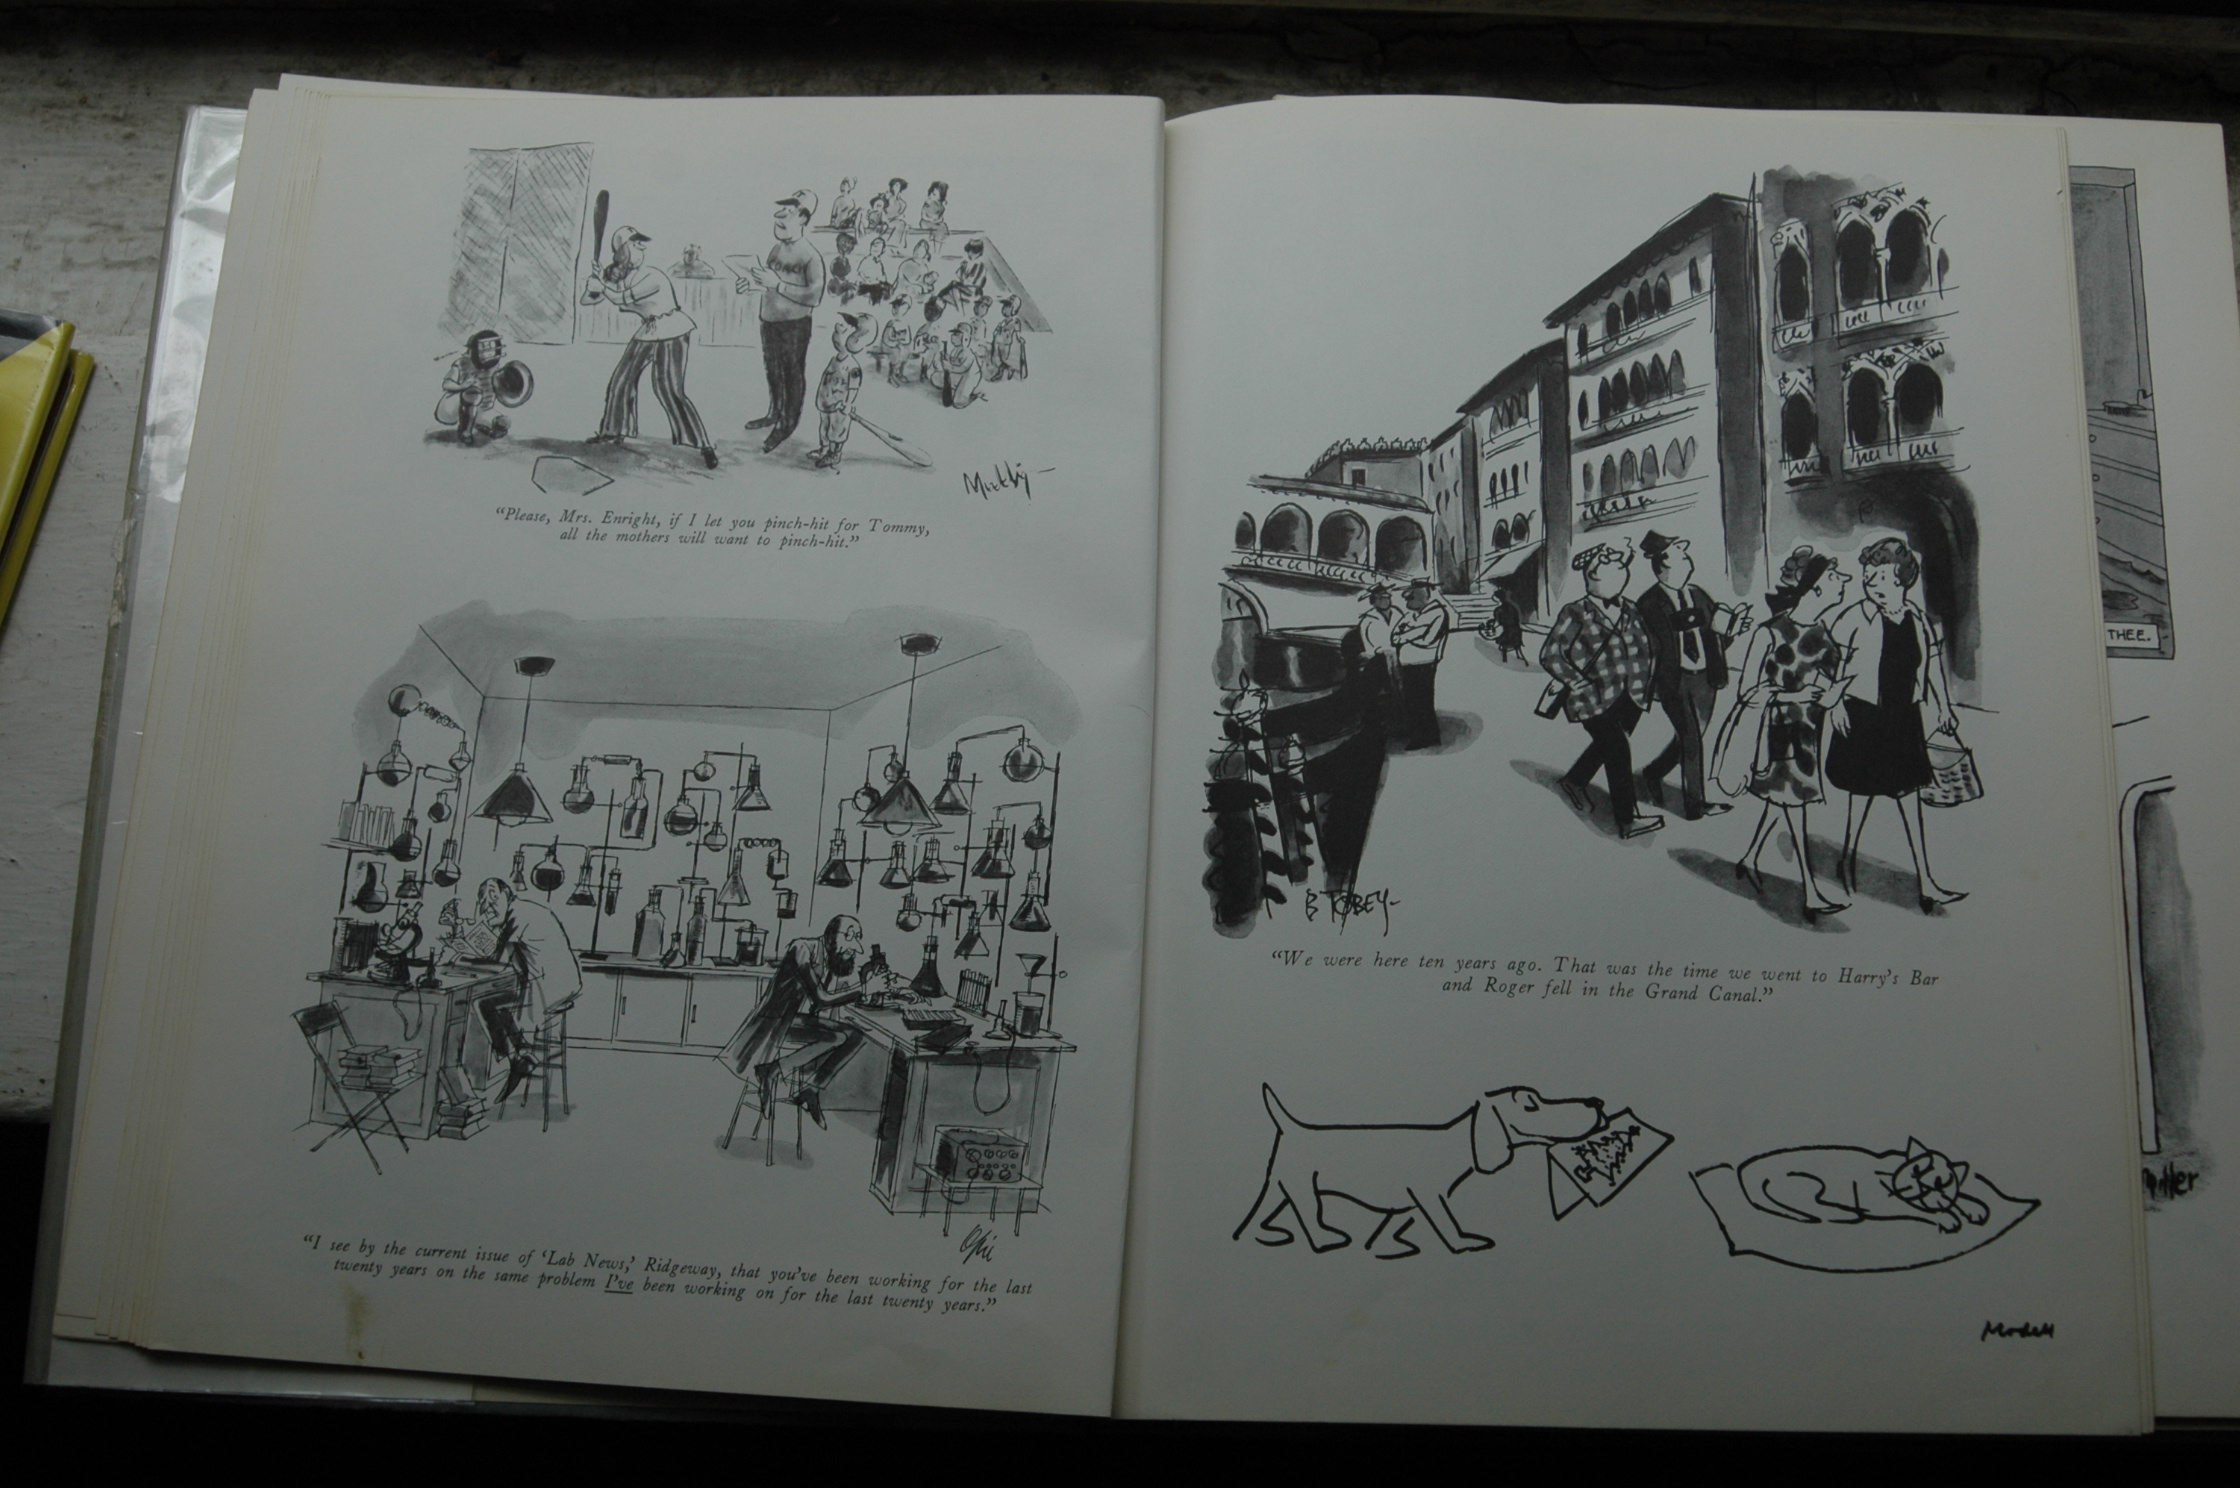 COACH
Mulligan
“Please, Mrs. Enright, if I let you pinch-hit for Tommy,
all the mothers will want to pinch-hit.”
Opie
“I see by the current issue of ‘Lab News,’ Ridgeway, that you’ve been working for the last
twenty years on the same problem I’ve been working on for the last twenty years.”
B TOBEY-
“We were here ten years ago. That was the time we went to Harry’s Bar
and Roger fell in the Grand Canal.”
Modell
THEE.